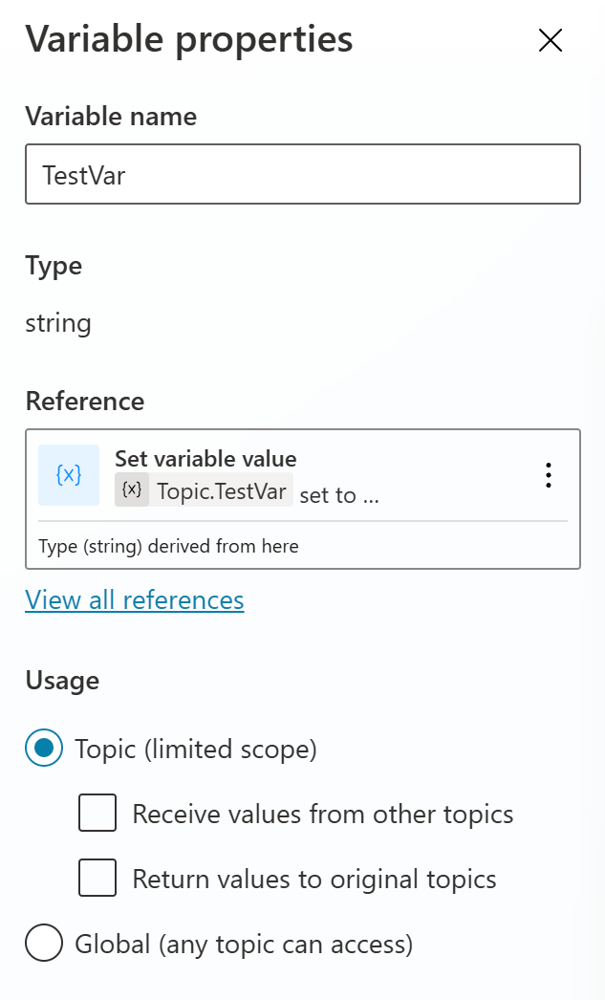 Variable properties
Variable name
TestVar
Type
string
Reference
{x}
Set variable value
{x} Topic.TestVar set to ...
Type (string) derived from here
View all references
Usage
Topic (limited scope)
Receive values from other topics
Return values to original topics
Global (any topic can access)